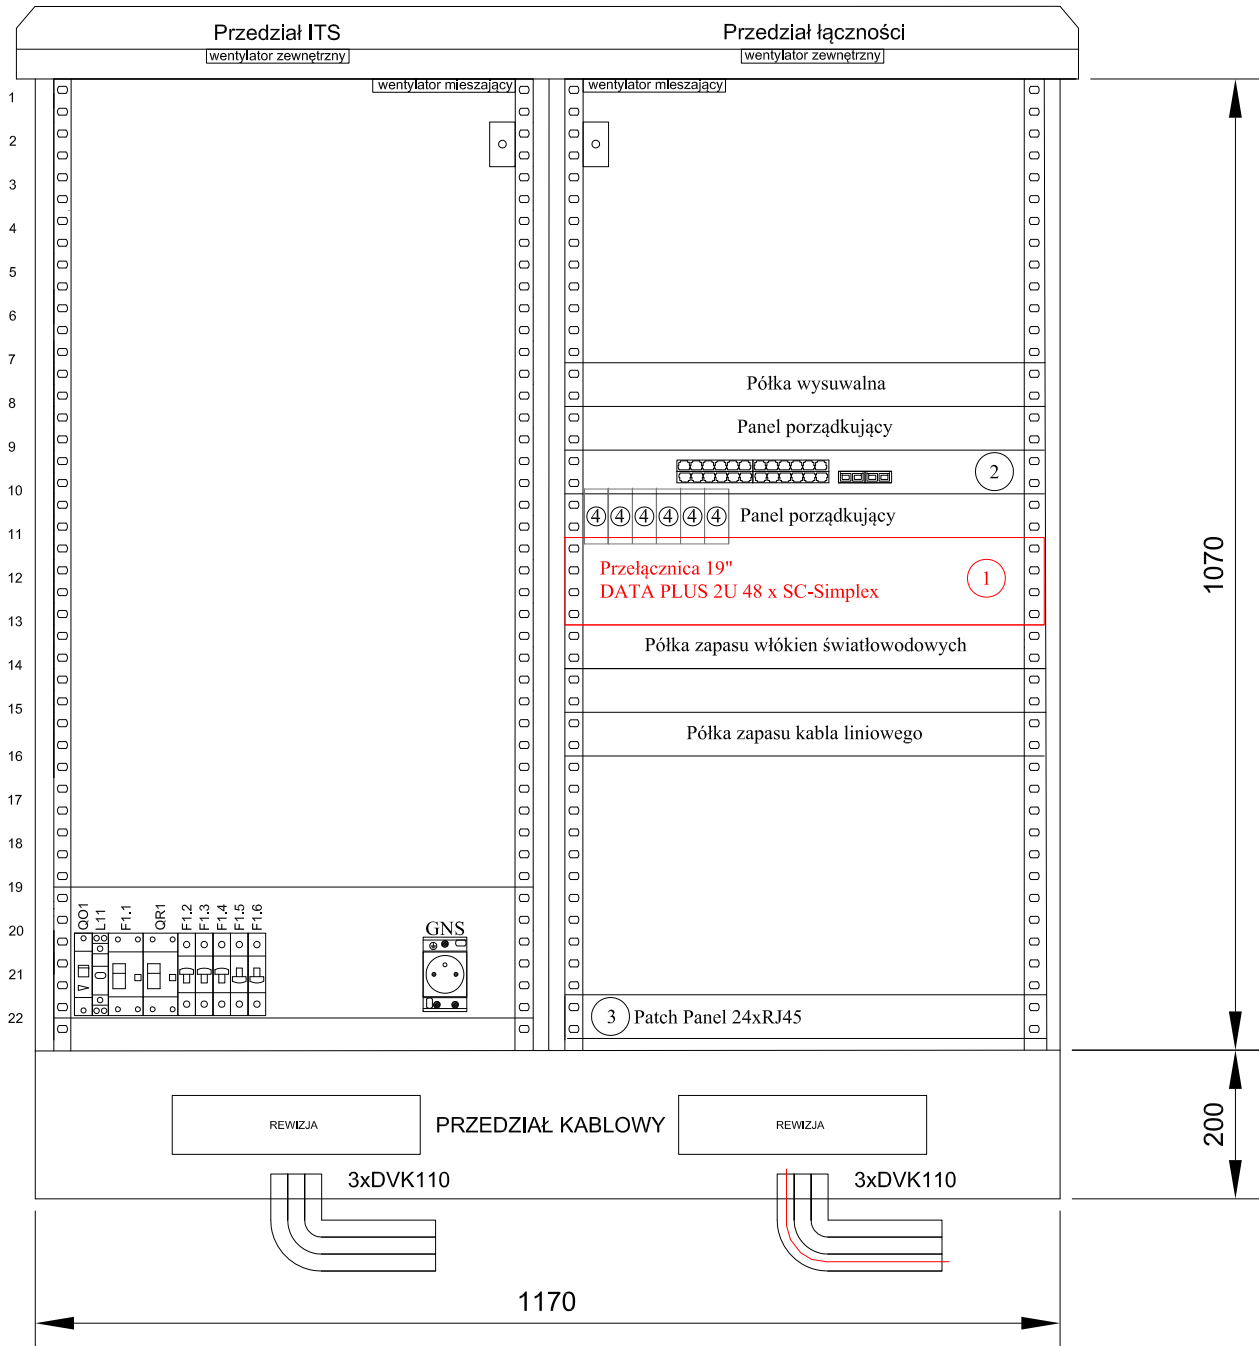 Przedział ITS
Przedział łączności
wentylator zewnętrzny
wentylator zewnętrzny
wentylator mieszający
wentylator mieszający
1
2
3
4
5
6
7
Półka wysuwalna
8
Panel porządkujący
9
2
10
4 4 4 4 4 4 Panel porządkujący
11
Przełącznica 19"
12
1
DATA PLUS 2U 48 x SC-Simplex
13
Półka zapasu włókien światłowodowych
14
15
Półka zapasu kabla liniowego
16
17
18
19
20
QO1 L11 F1.1 QR1 F1.2 F1.3 F1.4 F1.5 F1.6
GNS
21
22
3 Patch Panel 24xRJ45
1070
REWIZJA
PRZEDZIAŁ KABLOWY
REWIZJA
200
3xDVK110
3xDVK110
1170